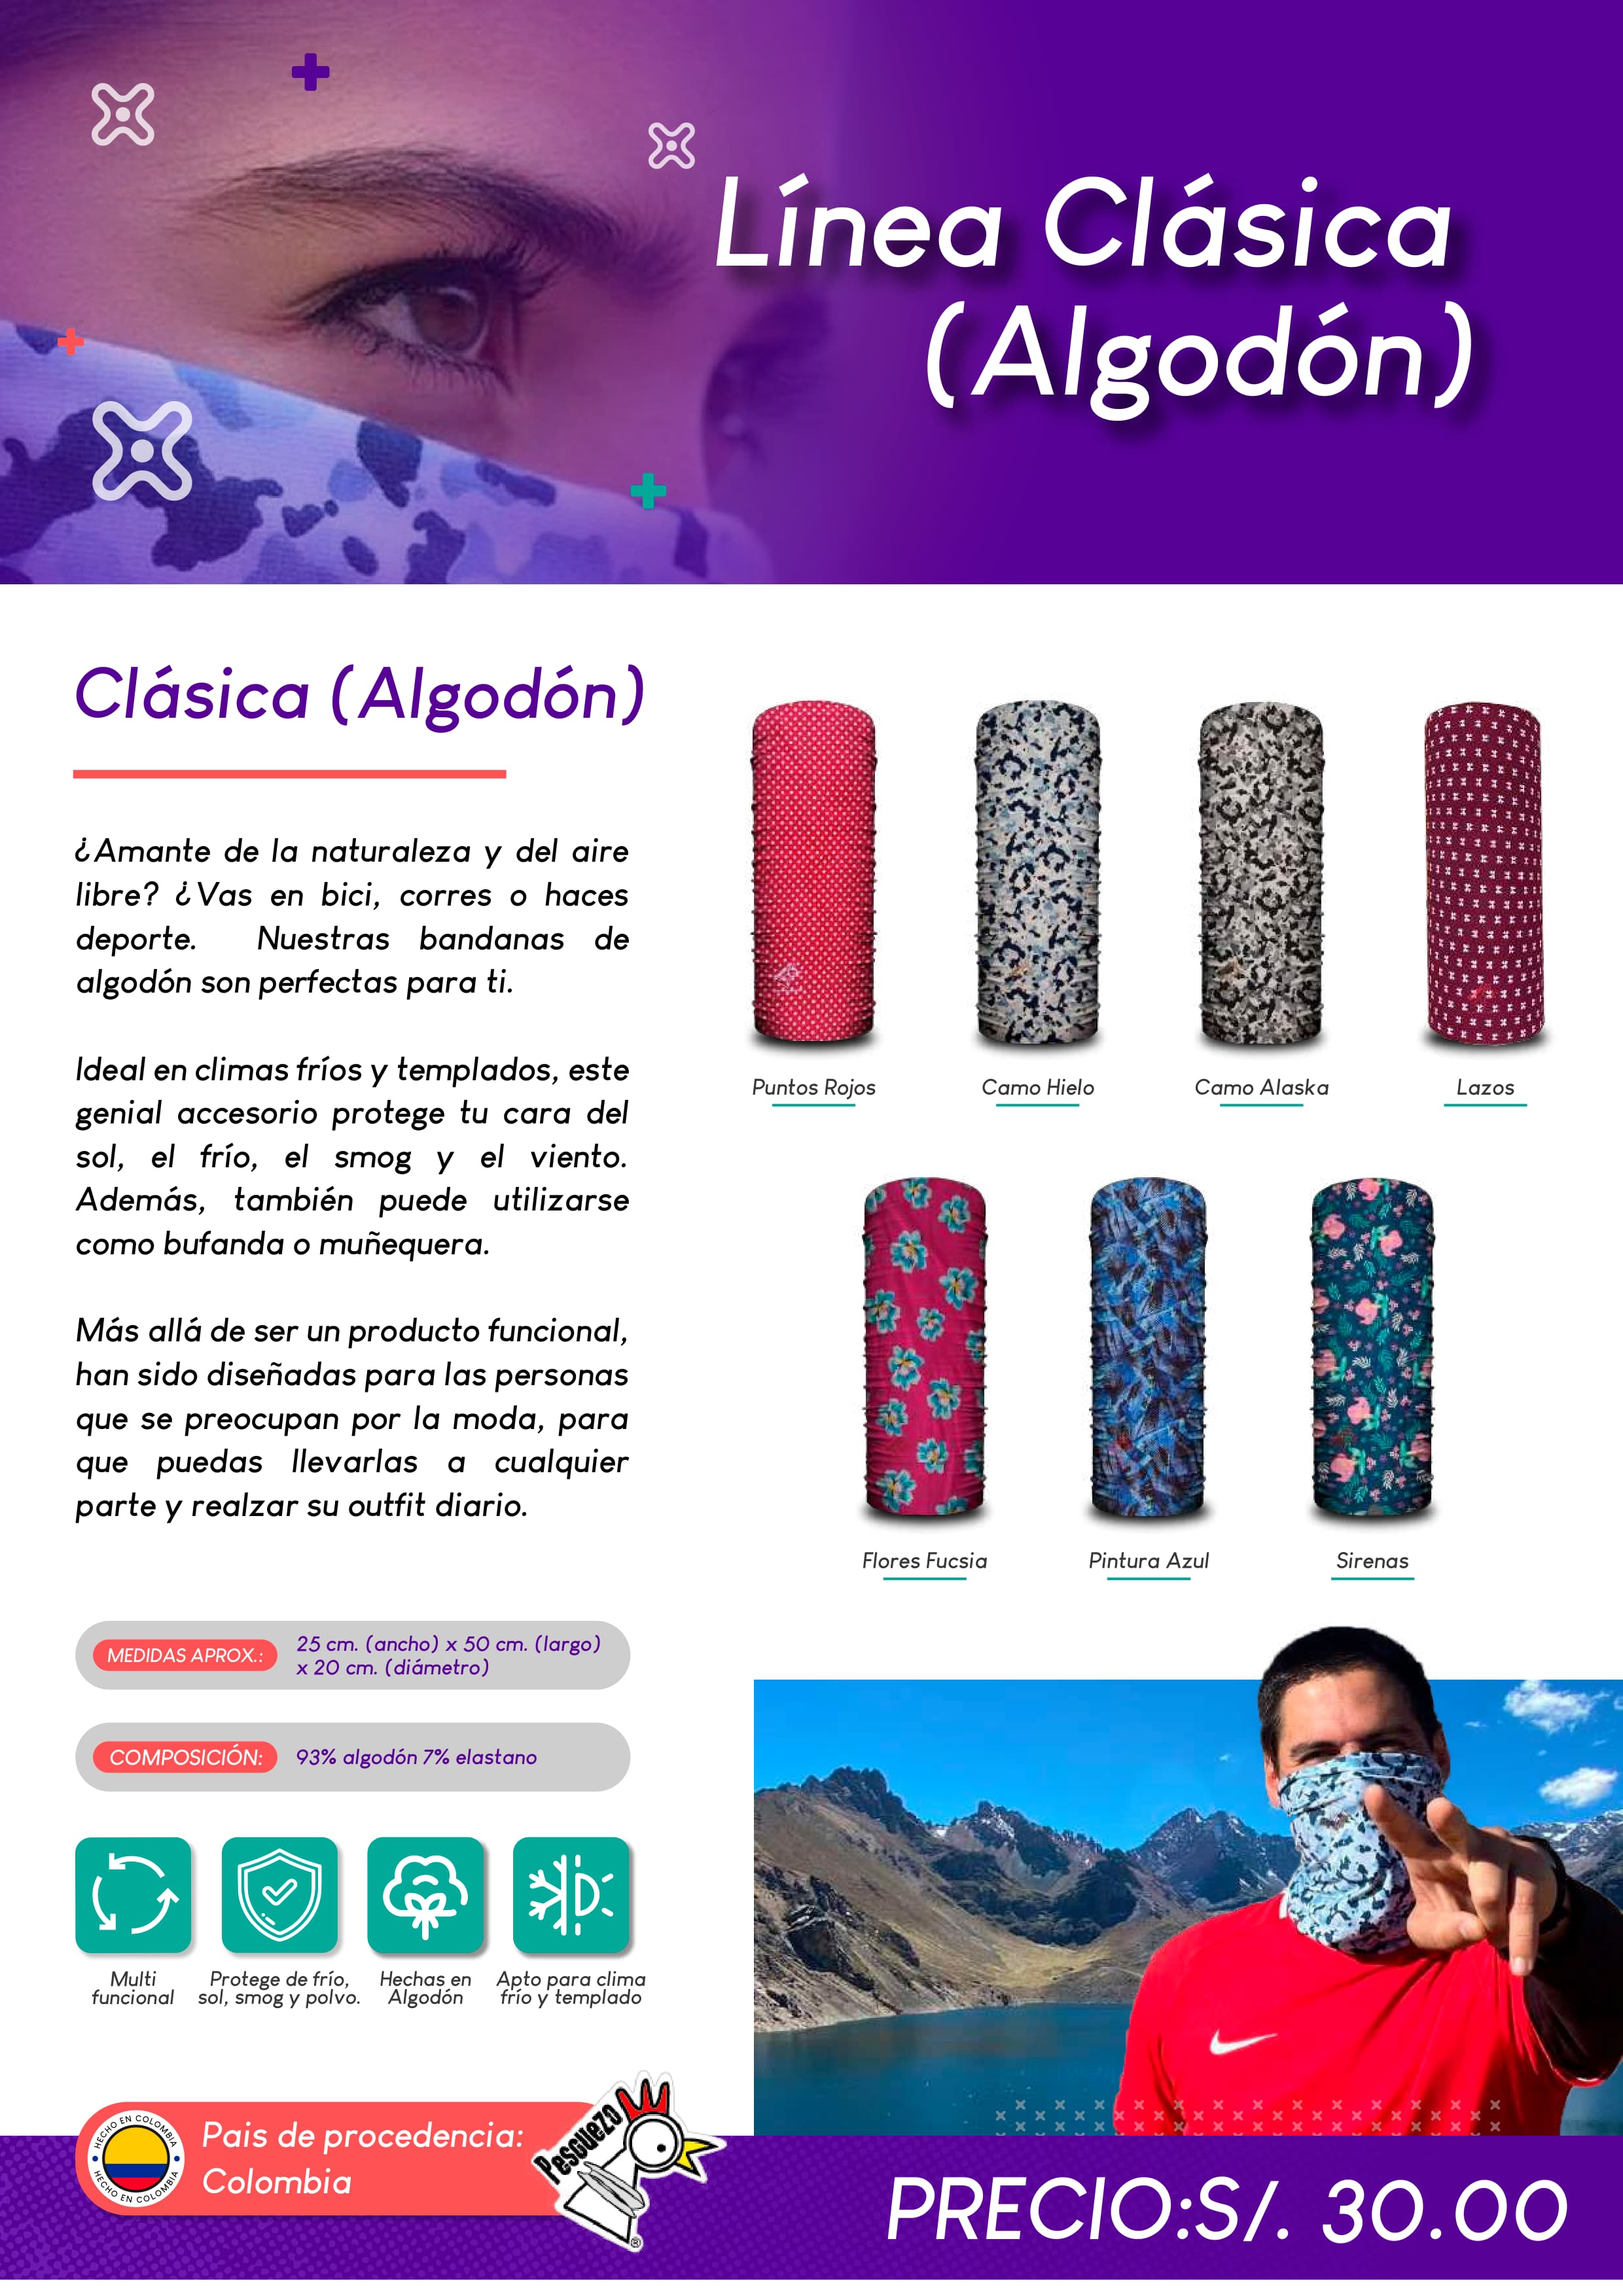 Línea Clásica
(Algodón)
Clásica (Algodón)
¿Amante de la naturaleza y del aire
libre? ¿Vas en bici, corres o haces
deporte. Nuestras bandanas de
algodón son perfectas para ti.
Ideal en climas fríos y templados, este
genial accesorio protege tu cara del
sol, el frío, el smog y el viento.
Además, también puede utilizarse
como bufanda o muñequera.
Más allá de ser un producto funcional,
han sido diseñadas para las personas
que se preocupan por la moda, para
que puedas llevarlas a cualquier
parte y realzar su outfit diario.
Puntos Rojos
Camo Hielo
Camo Alaska
Lazos
Flores Fucsia
Pintura Azul
Sirenas
MEDIDAS APROX.:
25 cm. (ancho) x 50 cm. (largo)
x 20 cm. (diámetro)
COMPOSICIÓN:
93% algodón 7% elastano
Multi
funcional
Protege de frío,
sol, smog y polvo.
Hechas en
Algodón
Apto para clima
frío y templado
HECHO EN COLOMBIA
HECHO EN COLOMBIA
Pais de procedencia:
Colombia
Pescuezo
®
PRECIO:S/. 30.00